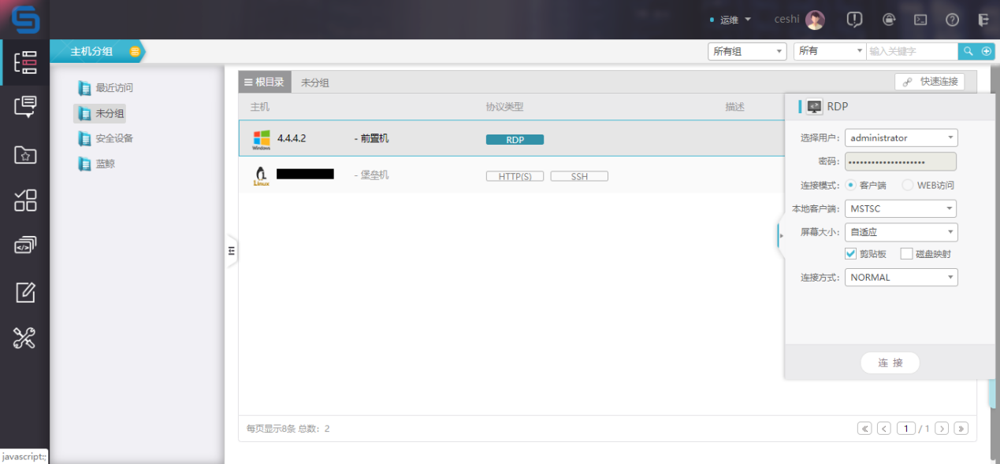 运维 ceshi
主机分组
所有组 所有 输入关键字
最近访问
未分组
安全设备
蓝鲸
根目录 未分组 快速连接
主机 协议类型 描述
Windows 4.4.4.2 - 前置机 RDP
Linux - 堡垒机 HTTP(S) SSH
RDP
选择用户: administrator
密码: ••••••••••••••••••••
连接模式: 客户端 WEB访问
本地客户端: MSTSC
屏幕大小: 自适应
剪贴板 磁盘映射
连接方式: NORMAL
连 接
每页显示8条 总数: 2
1 / 1
javascript:;